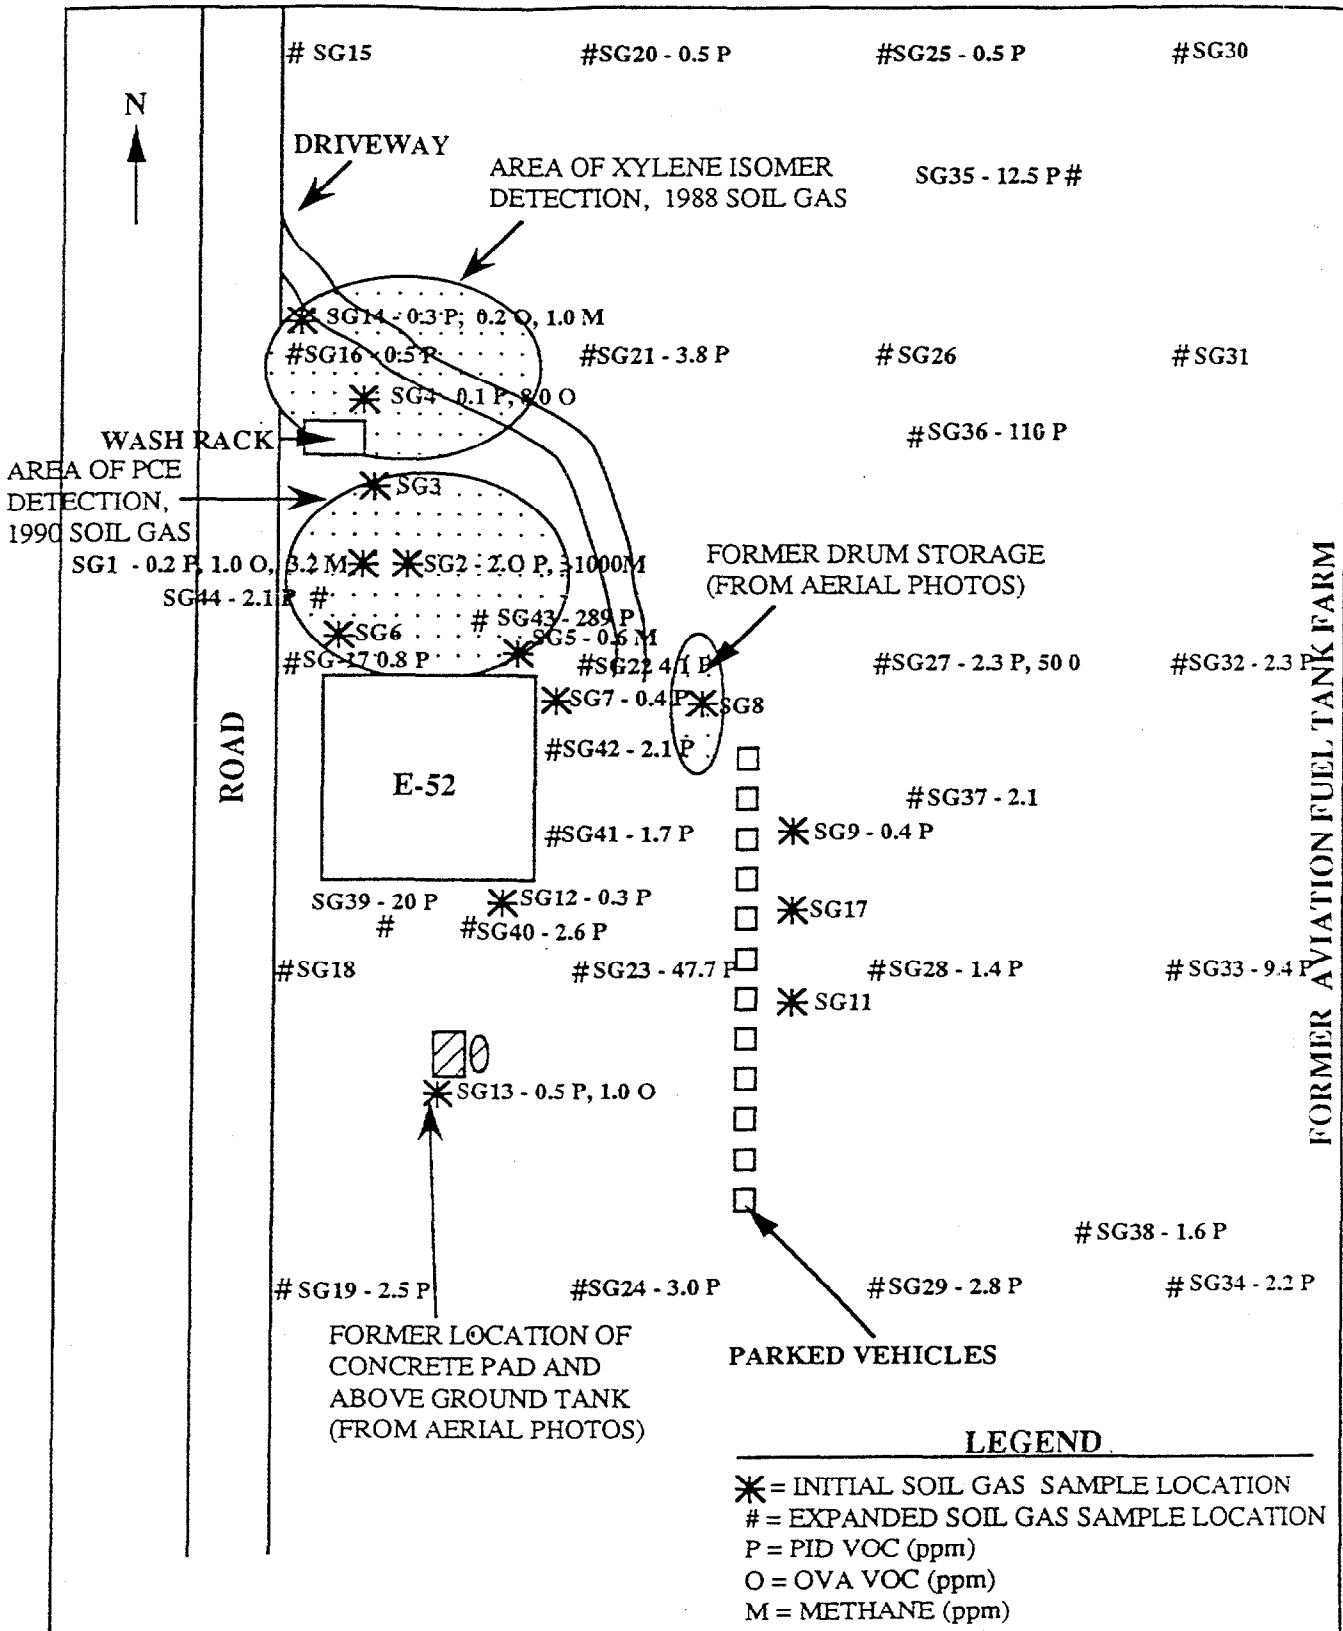 # SG15
#SG20 - 0.5 P
#SG25 - 0.5 P
#SG30
N
DRIVEWAY
AREA OF XYLENE ISOMER
DETECTION, 1988 SOIL GAS
SG35 - 12.5 P #
SG14 - 0.3 P; 0.2 O, 1.0 M
#SG16 - 0.5 P
#SG21 - 3.8 P
#SG26
#SG31
SG4 0.1 P, 8.0 O
#SG36 - 110 P
WASH RACK
AREA OF PCE
DETECTION,
1990 SOIL GAS
SG3
SG1 - 0.2 P, 1.0 O, 3.2 M
SG2 - 2.0 P, >1000M
FORMER DRUM STORAGE
(FROM AERIAL PHOTOS)
SG44 - 2.1 P #
# SG43 - 289 P
SG6
SG5 - 0.6 M
#SG-17 0.8 P
#SG22 4.1 P
#SG27 - 2.3 P, 50 0
#SG32 - 2.3 P
SG7 - 0.4 P
SG8
#SG42 - 2.1 P
ROAD
E-52
#SG37 - 2.1
#SG41 - 1.7 P
SG9 - 0.4 P
FORMER AVIATION FUEL TANK FARM
SG39 - 20 P
#
SG12 - 0.3 P
#SG40 - 2.6 P
SG17
#SG18
#SG23 - 47.7 P
#SG28 - 1.4 P
#SG33 - 9.4 P
SG11
SG13 - 0.5 P, 1.0 O
#SG38 - 1.6 P
#SG19 - 2.5 P
#SG24 - 3.0 P
#SG29 - 2.8 P
#SG34 - 2.2 P
FORMER LOCATION OF
CONCRETE PAD AND
ABOVE GROUND TANK
(FROM AERIAL PHOTOS)
PARKED VEHICLES
LEGEND
= INITIAL SOIL GAS SAMPLE LOCATION
# = EXPANDED SOIL GAS SAMPLE LOCATION
P = PID VOC (ppm)
O = OVA VOC (ppm)
M = METHANE (ppm)